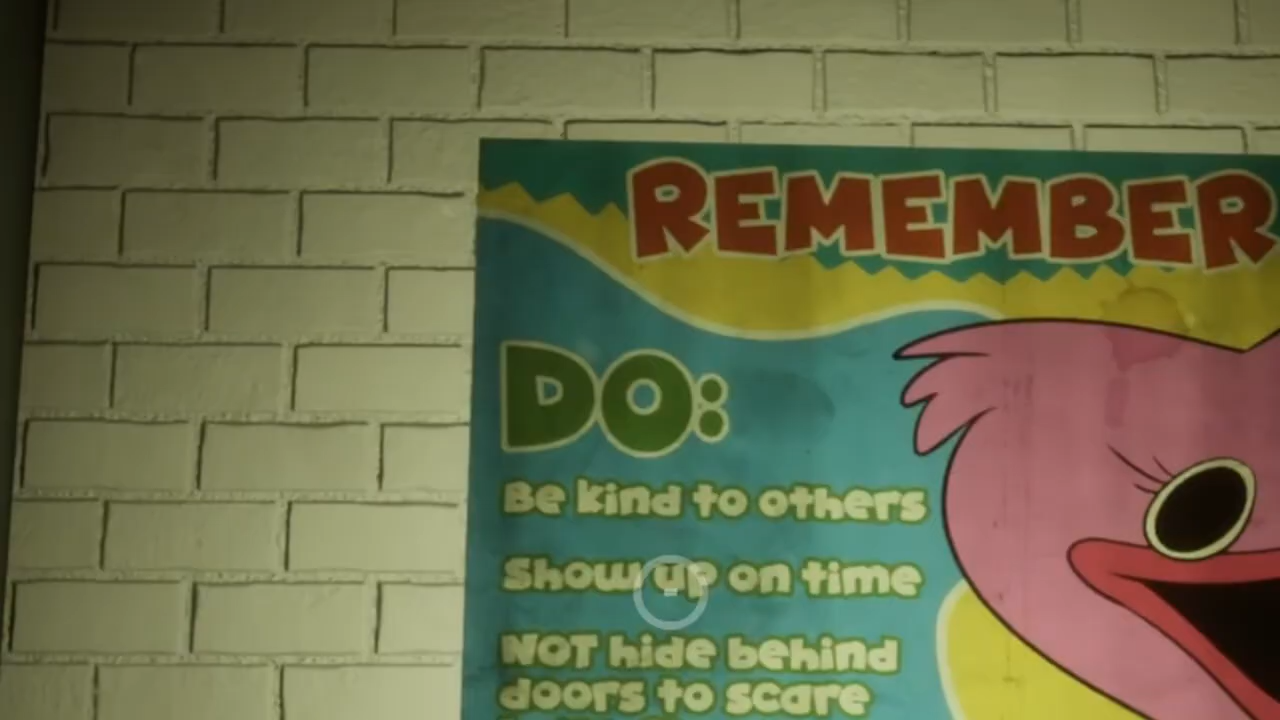 REMEMBER
DO:
Be kind to others
Show up on time
NOT hide behind
doors to scare